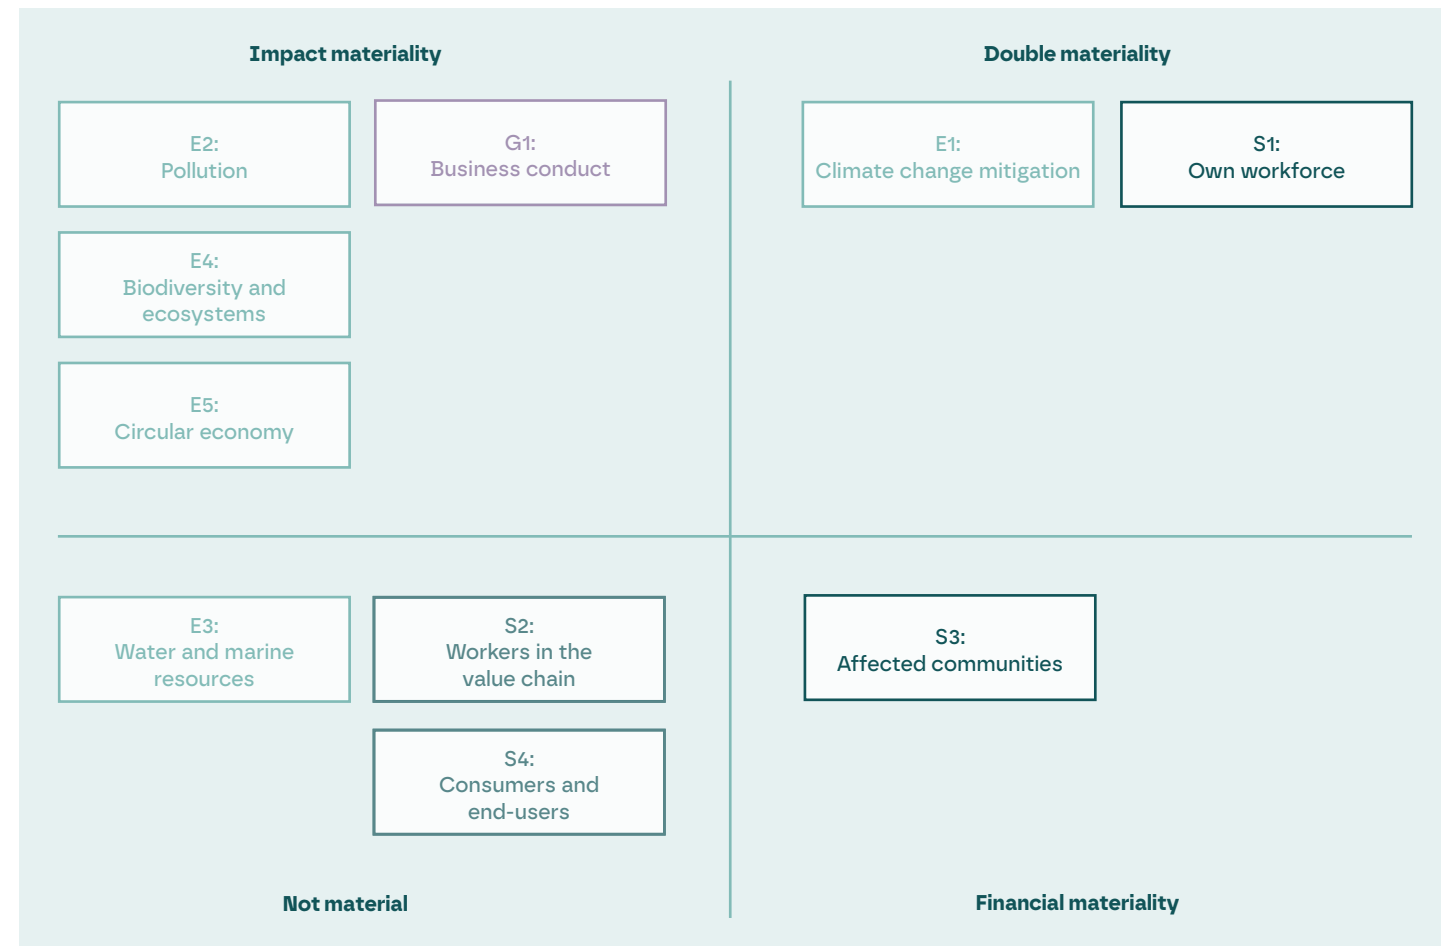 Impact materiality
Double materiality
E2:
Pollution
G1:
Business conduct
E1:
Climate change mitigation
S1:
Own workforce
E4:
Biodiversity and
ecosystems
E5:
Circular economy
E3:
Water and marine
resources
S2:
Workers in the
value chain
S3:
Affected communities
S4:
Consumers and
end-users
Not material
Financial materiality